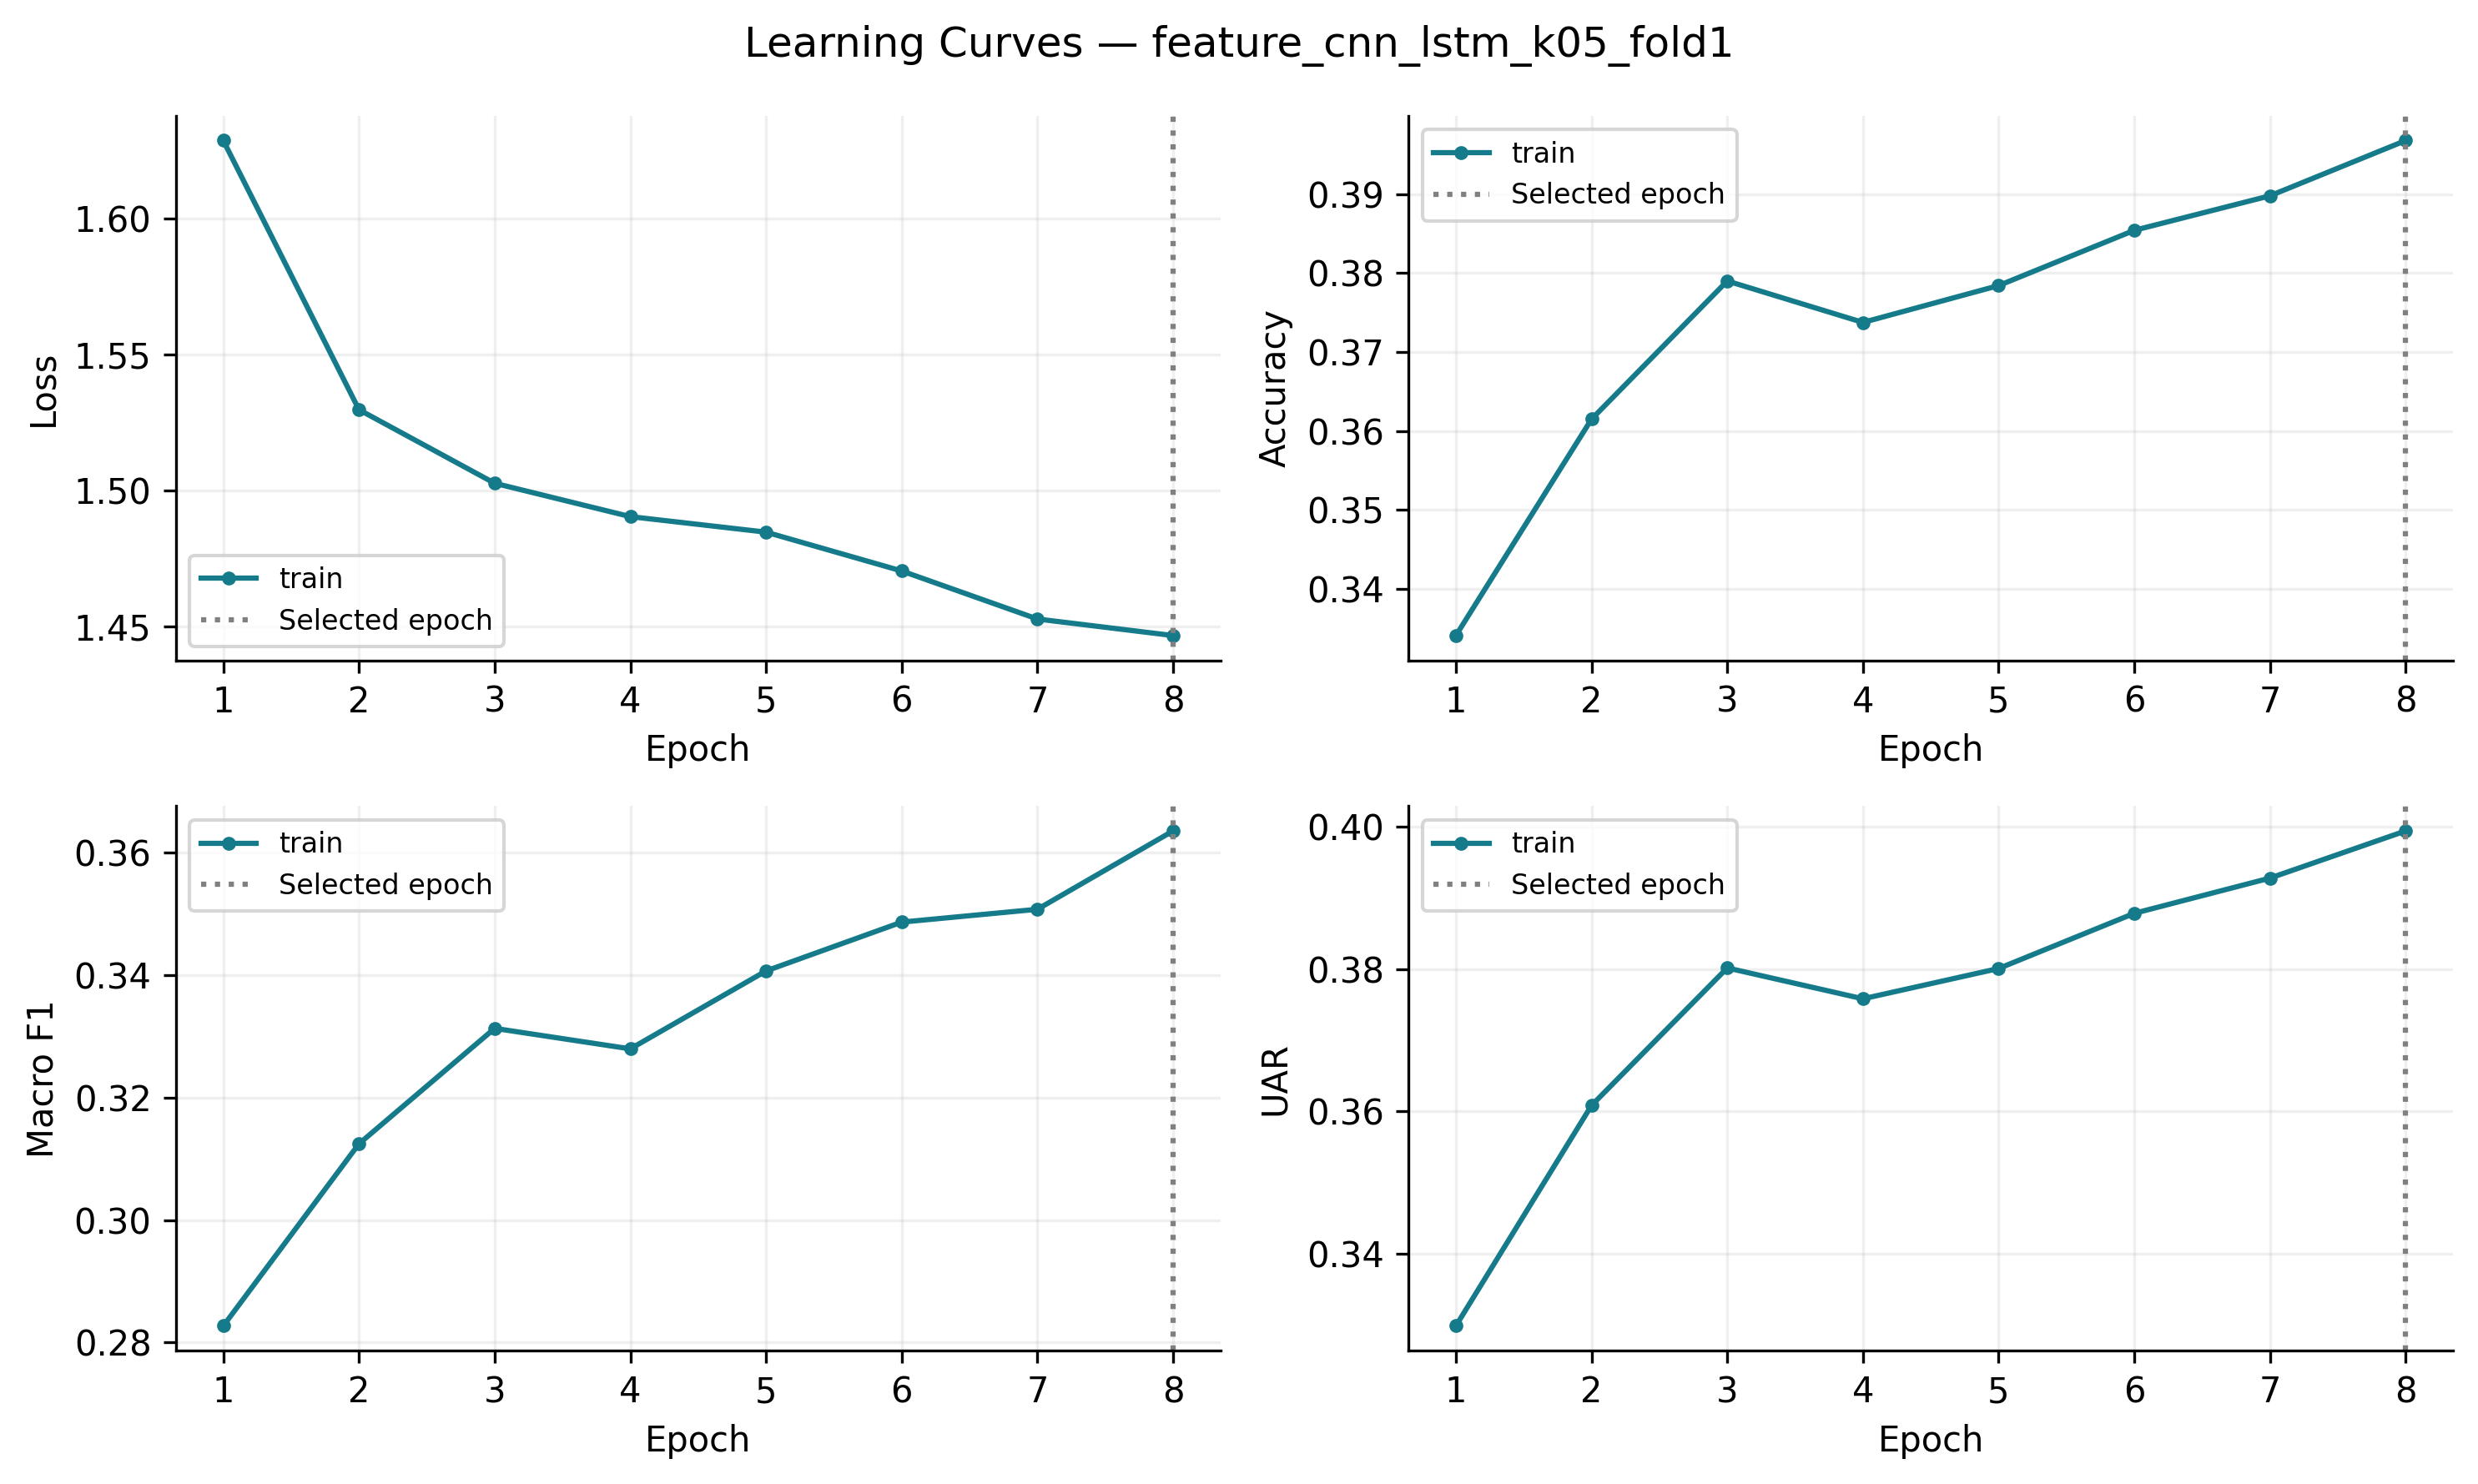 Learning Curves — feature_cnn_lstm_k05_fold1
Loss
1.60
1.55
1.50
1.45
train
Selected epoch
1 2 3 4 5 6 7 8
Epoch
Accuracy
0.39
0.38
0.37
0.36
0.35
0.34
train
Selected epoch
1 2 3 4 5 6 7 8
Epoch
Macro F1
0.36
0.34
0.32
0.30
0.28
train
Selected epoch
1 2 3 4 5 6 7 8
Epoch
UAR
0.40
0.38
0.36
0.34
train
Selected epoch
1 2 3 4 5 6 7 8
Epoch